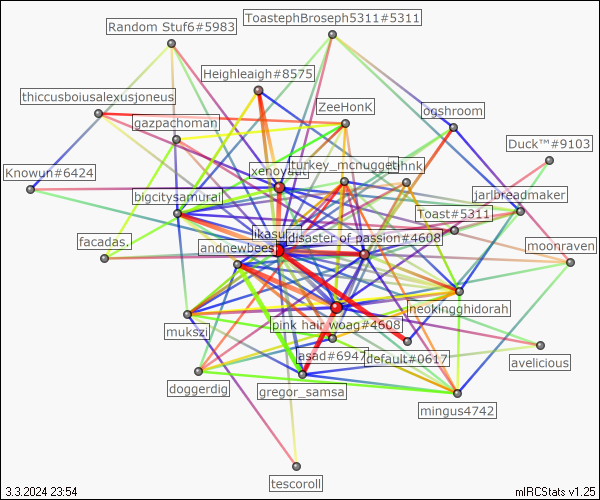 ToastephBroseph5311#5311
Random Stuf6#5983
Heighleaigh#8575
thiccusboiusalexusjoneus
ZeeHonK
ogshroom
gazpachoman
Duck™#9103
xenoyaut
turkey_mcnugget
hnk
Knowun#6424
bigcitysamurai
jarlbreadmaker
Toast#5311
ikasu
disaster of passion#4608
facadas.
andnewbees
moonraven
neokingghidorah
mukszi
pink hair woag#4608
asad#6947
default#0617
avelicious
doggerdig
gregor_samsa
mingus4742
tescoroll
3.3.2024 23:54
mIRCStats v1.25